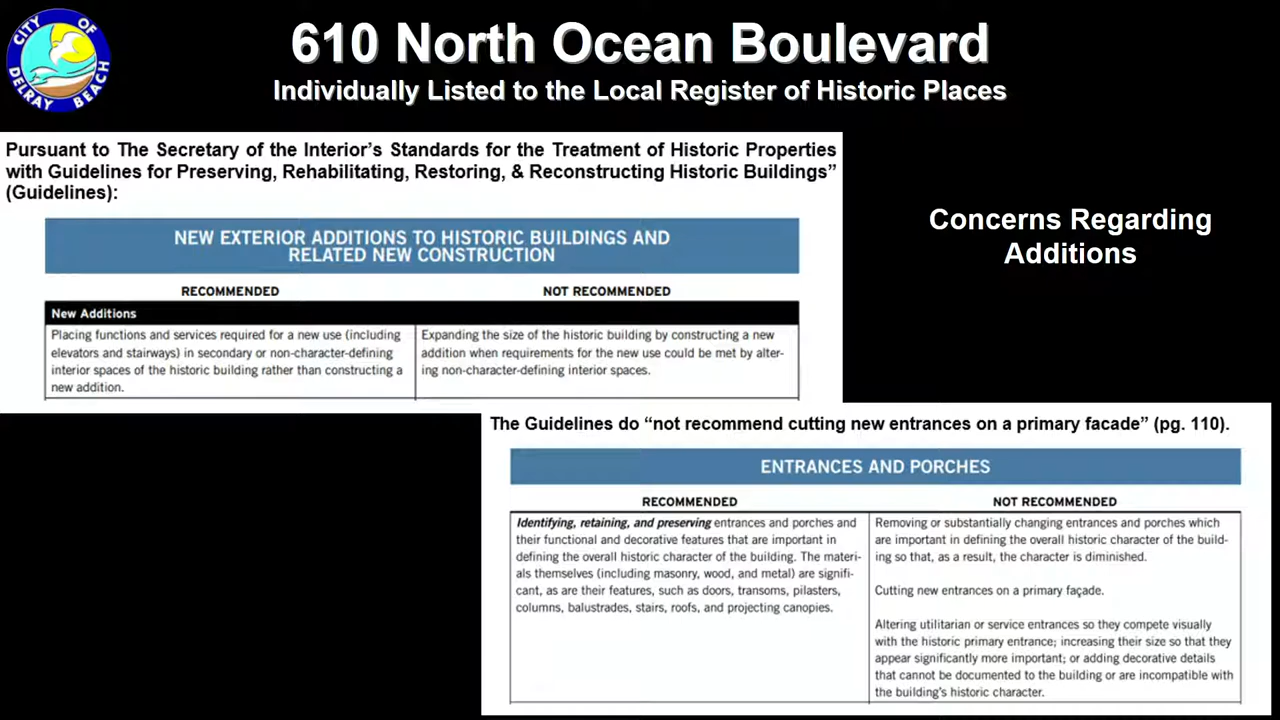 CITY OF
DELRAY BEACH
610 North Ocean Boulevard
Individually Listed to the Local Register of Historic Places
Pursuant to The Secretary of the Interior's Standards for the Treatment of Historic Properties
with Guidelines for Preserving, Rehabilitating, Restoring, & Reconstructing Historic Buildings”
(Guidelines):
NEW EXTERIOR ADDITIONS TO HISTORIC BUILDINGS AND
RELATED NEW CONSTRUCTION
RECOMMENDED
NOT RECOMMENDED
New Additions
Placing functions and services required for a new use (including
elevators and stairways) in secondary or non-character-defining
interior spaces of the historic building rather than constructing a
new addition.
Expanding the size of the historic building by constructing a new
addition when requirements for the new use could be met by alter-
ing non-character-defining interior spaces.
Concerns Regarding
Additions
The Guidelines do “not recommend cutting new entrances on a primary facade” (pg. 110).
ENTRANCES AND PORCHES
RECOMMENDED
NOT RECOMMENDED
Identifying, retaining, and preserving entrances and porches and
their functional and decorative features that are important in
defining the overall historic character of the building. The materi-
als themselves (including masonry, wood, and metal) are signifi-
cant, as are their features, such as doors, transoms, pilasters,
columns, balustrades, stairs, roofs, and projecting canopies.
Removing or substantially changing entrances and porches which
are important in defining the overall historic character of the build-
ing so that, as a result, the character is diminished.
Cutting new entrances on a primary façade.
Altering utilitarian or service entrances so they compete visually
with the historic primary entrance; increasing their size so that they
appear significantly more important; or adding decorative details
that cannot be documented to the building or are incompatible with
the building's historic character.